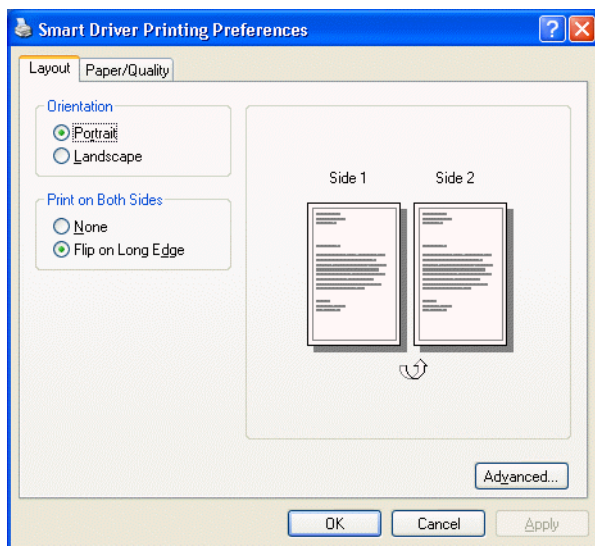 Smart Driver Printing Preferences
Layout Paper/Quality
Orientation
Portrait
Landscape
Side 1 Side 2
Print on Both Sides
None
Flip on Long Edge
Advanced...
OK Cancel Apply